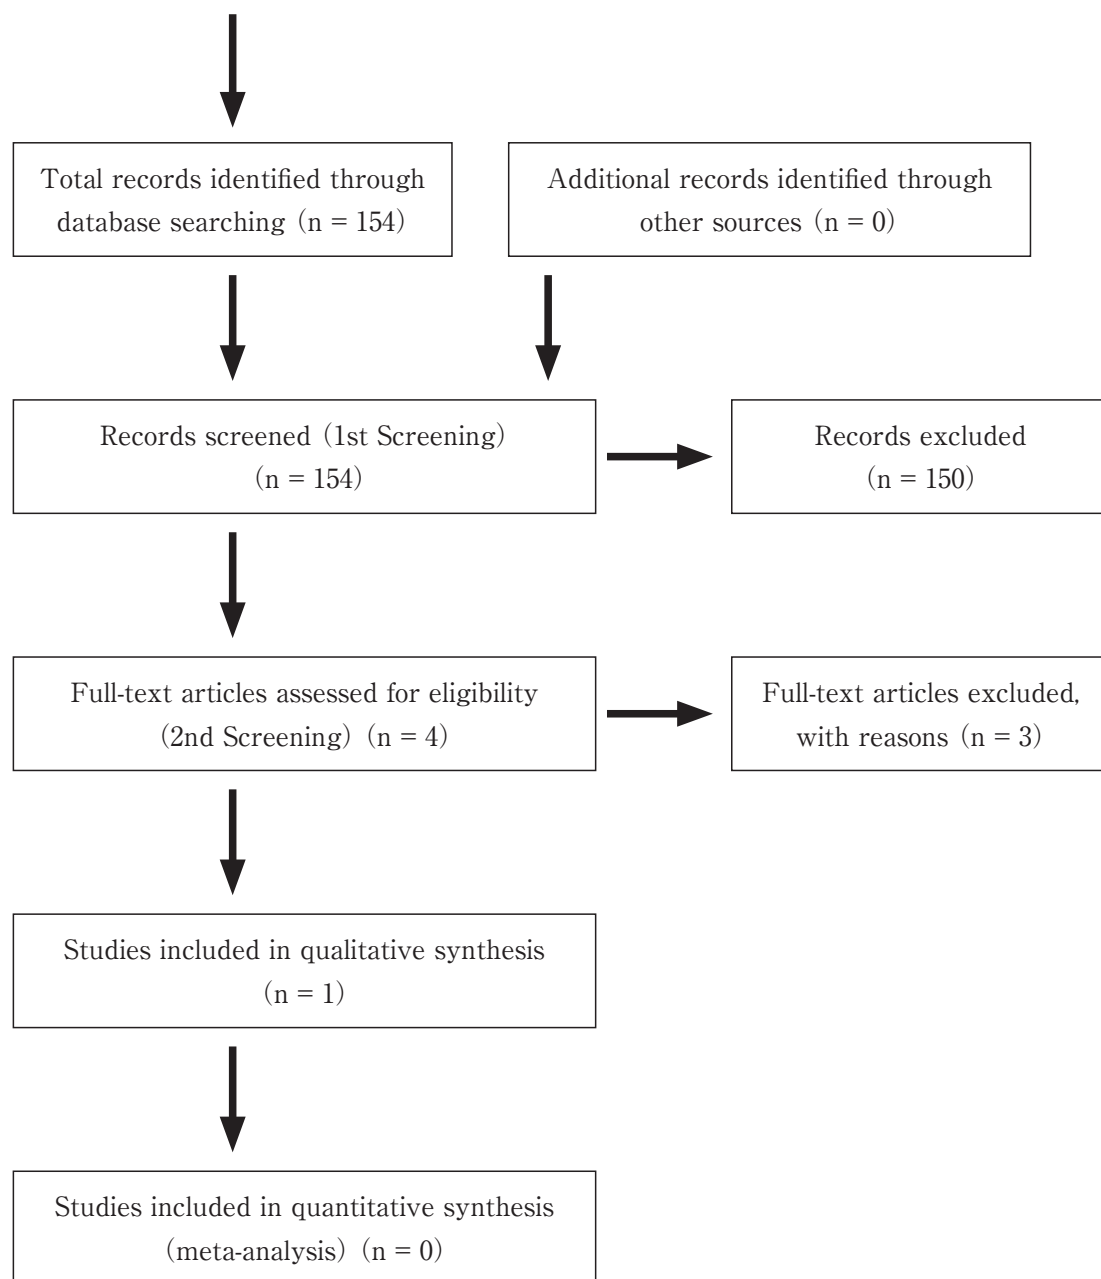 Total records identified through
database searching (n = 154)
Additional records identified through
other sources (n = 0)
Records screened (1st Screening)
(n = 154)
Records excluded
(n = 150)
Full-text articles assessed for eligibility
(2nd Screening) (n = 4)
Full-text articles excluded,
with reasons (n = 3)
Studies included in qualitative synthesis
(n = 1)
Studies included in quantitative synthesis
(meta-analysis) (n = 0)